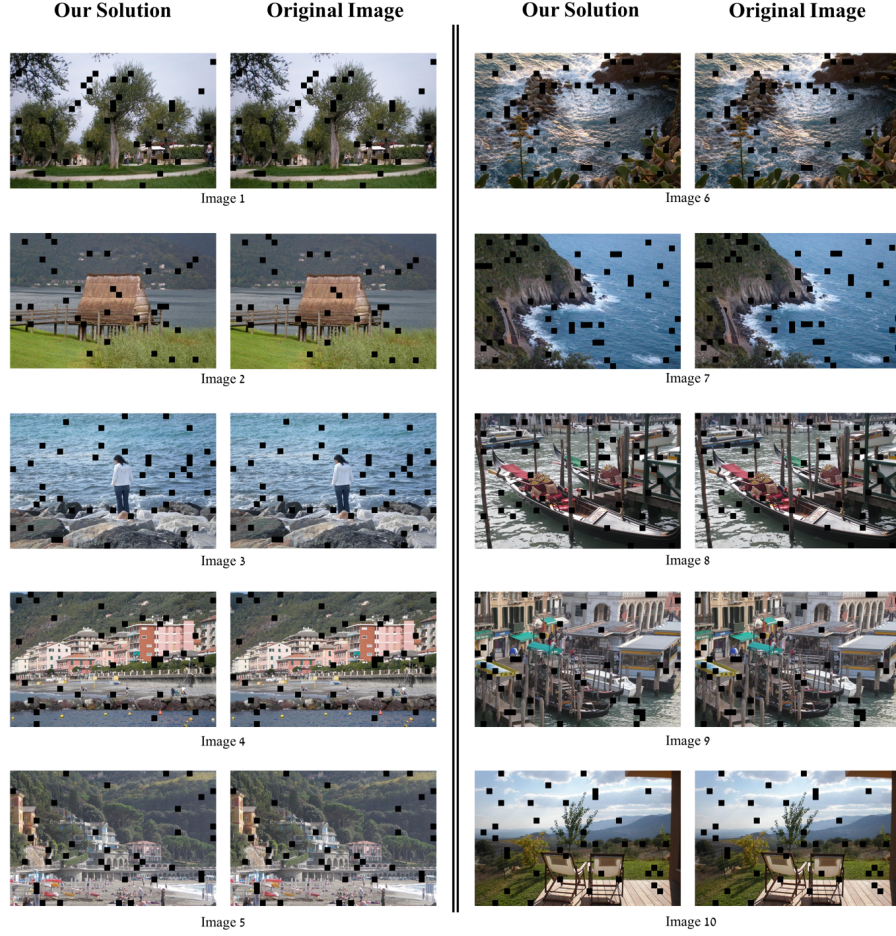 Our Solution
Original Image
Image 1
Image 2
Image 3
Image 4
Image 5
Our Solution
Original Image
Image 6
Image 7
Image 8
Image 9
Image 10